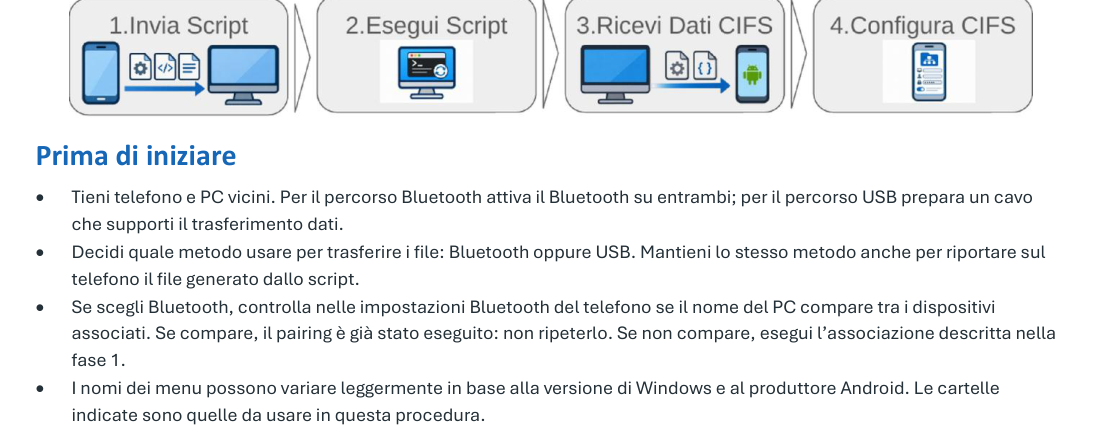 1.Invia Script
2.Esegui Script
3.Ricevi Dati CIFS
4.Configura CIFS
Prima di iniziare
• Tieni telefono e PC vicini. Per il percorso Bluetooth attiva il Bluetooth su entrambi; per il percorso USB prepara un cavo
che supporti il trasferimento dati.
• Decidi quale metodo usare per trasferire i file: Bluetooth oppure USB. Mantieni lo stesso metodo anche per riportare sul
telefono il file generato dallo script.
• Se scegli Bluetooth, controlla nelle impostazioni Bluetooth del telefono se il nome del PC compare tra i dispositivi
associati. Se compare, il pairing è già stato eseguito: non ripeterlo. Se non compare, esegui l’associazione descritta nella
fase 1.
• I nomi dei menu possono variare leggermente in base alla versione di Windows e al produttore Android. Le cartelle
indicate sono quelle da usare in questa procedura.